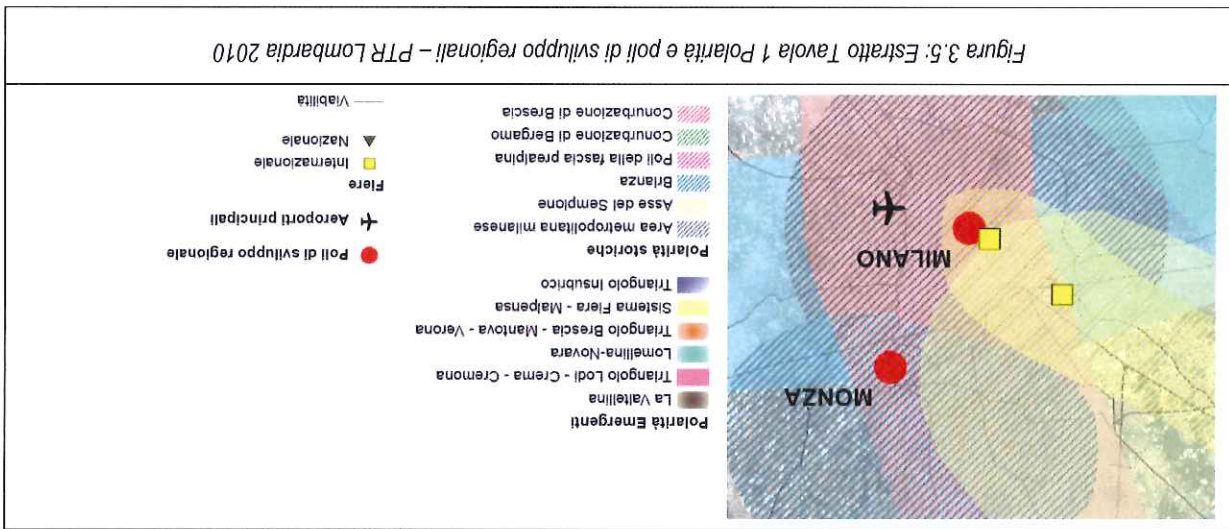 MONZA
MILANO
Polarità Emergenti
La Valtellina
Triangolo Lodi - Crema - Cremona
Lomellina-Novara
Triangolo Brescia - Mantova - Verona
Sistema Fiera - Malpensa
Triangolo Insubrico
Polarità storiche
Area metropolitana milanese
Asse del Sempione
Brianza
Poli della fascia prealpina
Conurbazione di Bergamo
Conurbazione di Brescia
Poli di sviluppo regionale
Aeroporti principali
Fiere
Internazionale
Nazionale
Viabilità
Figura 3.5: Estratto Tavola 1 Polarità e poli di sviluppo regionali – PTR Lombardia 2010